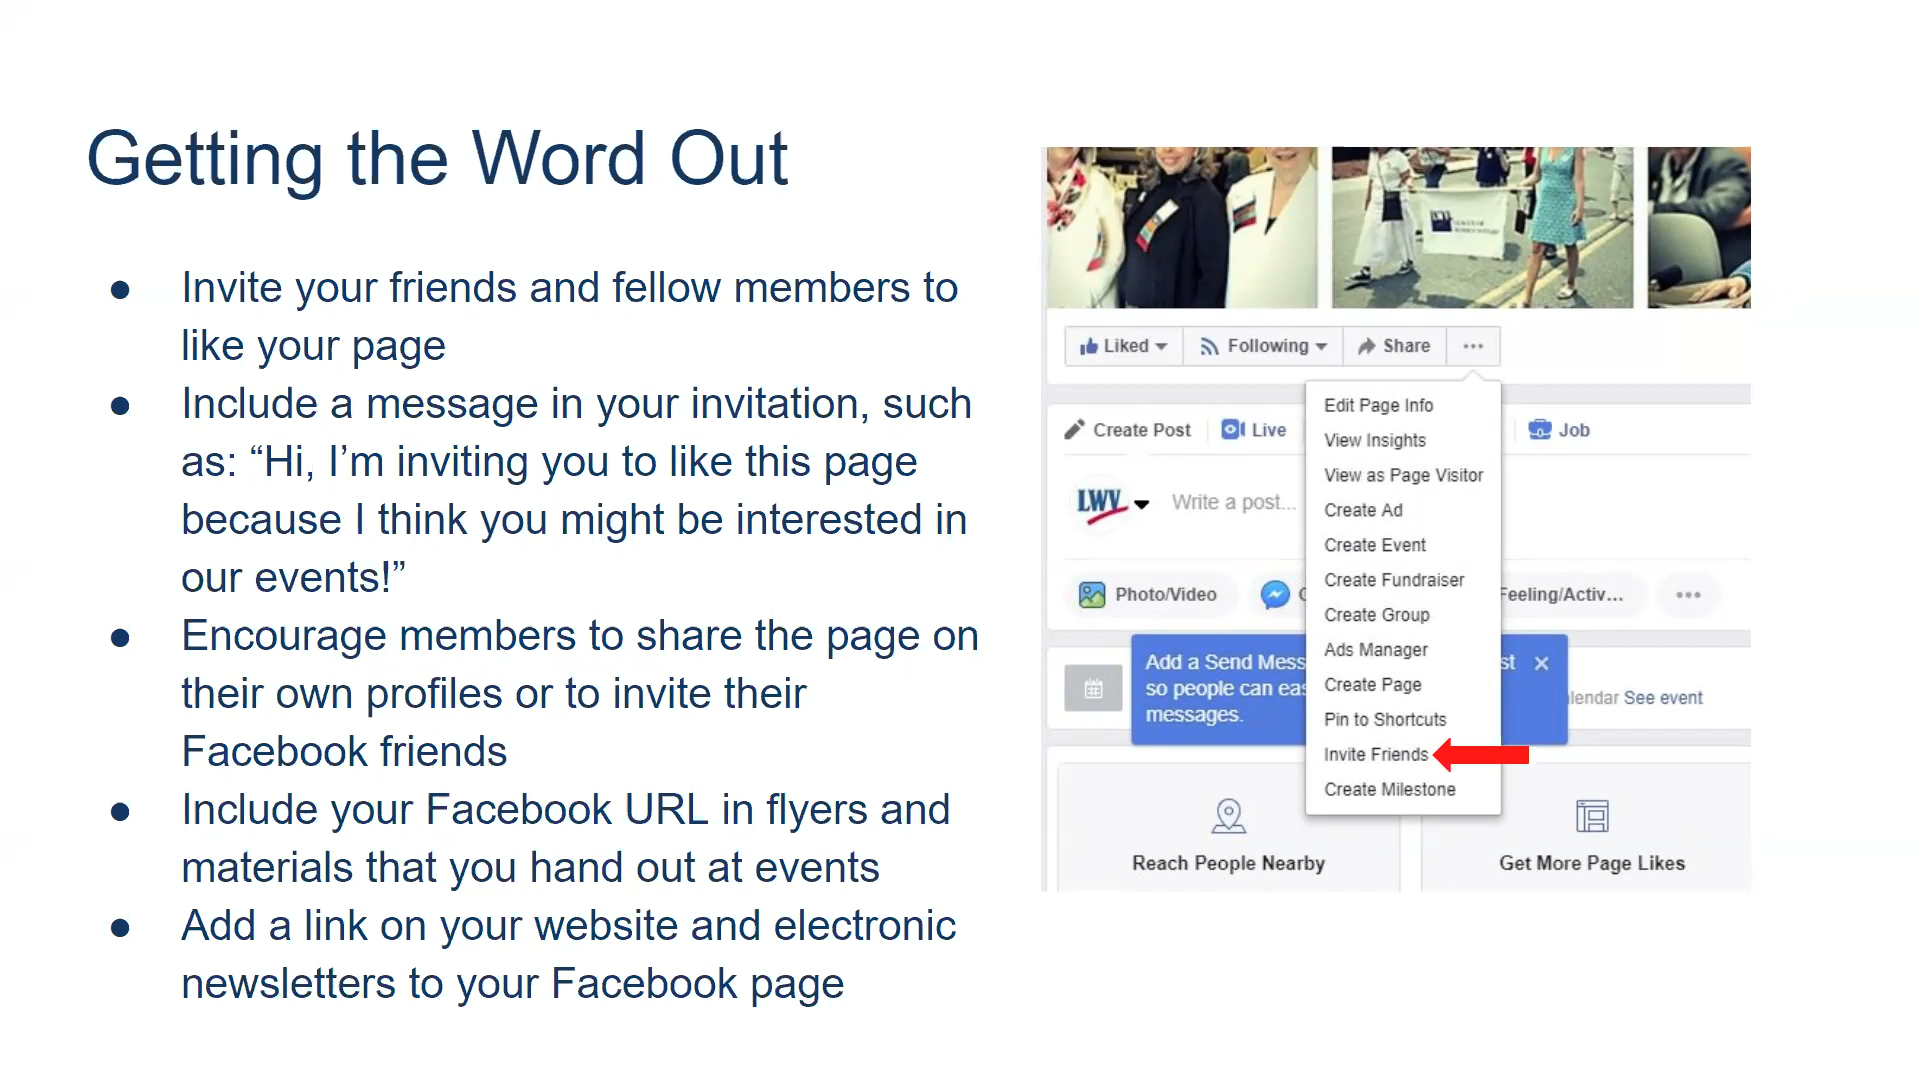 Getting the Word Out
● Invite your friends and fellow members to
like your page
● Include a message in your invitation, such
as: “Hi, I’m inviting you to like this page
because I think you might be interested in
our events!”
● Encourage members to share the page on
their own profiles or to invite their
Facebook friends
● Include your Facebook URL in flyers and
materials that you hand out at events
● Add a link on your website and electronic
newsletters to your Facebook page
Liked Following Share ...
Edit Page Info
View Insights
View as Page Visitor
Create Ad
Create Event
Create Fundraiser
Create Group
Ads Manager
Create Page
Pin to Shortcuts
Invite Friends
Create Milestone
Create Post Live Job
LWV Write a post...
Photo/Video Feeling/Activ... ...
Add a Send Mess st ×
so people can eas
messages.
lendar See event
Reach People Nearby Get More Page Likes